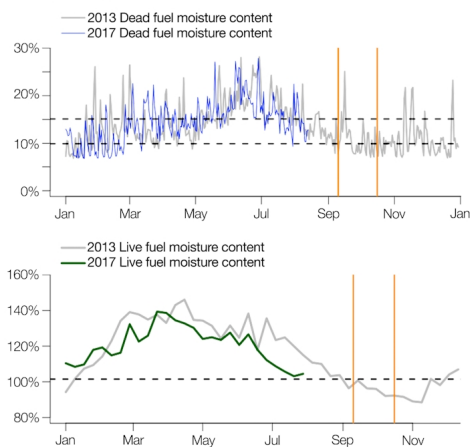 2013 Dead fuel moisture content
2017 Dead fuel moisture content
30%
20%
10%
0%
Jan Mar May Jul Sep Nov Jan
2013 Live fuel moisture content
2017 Live fuel moisture content
160%
140%
120%
100%
80%
Jan Mar May Jul Sep Nov